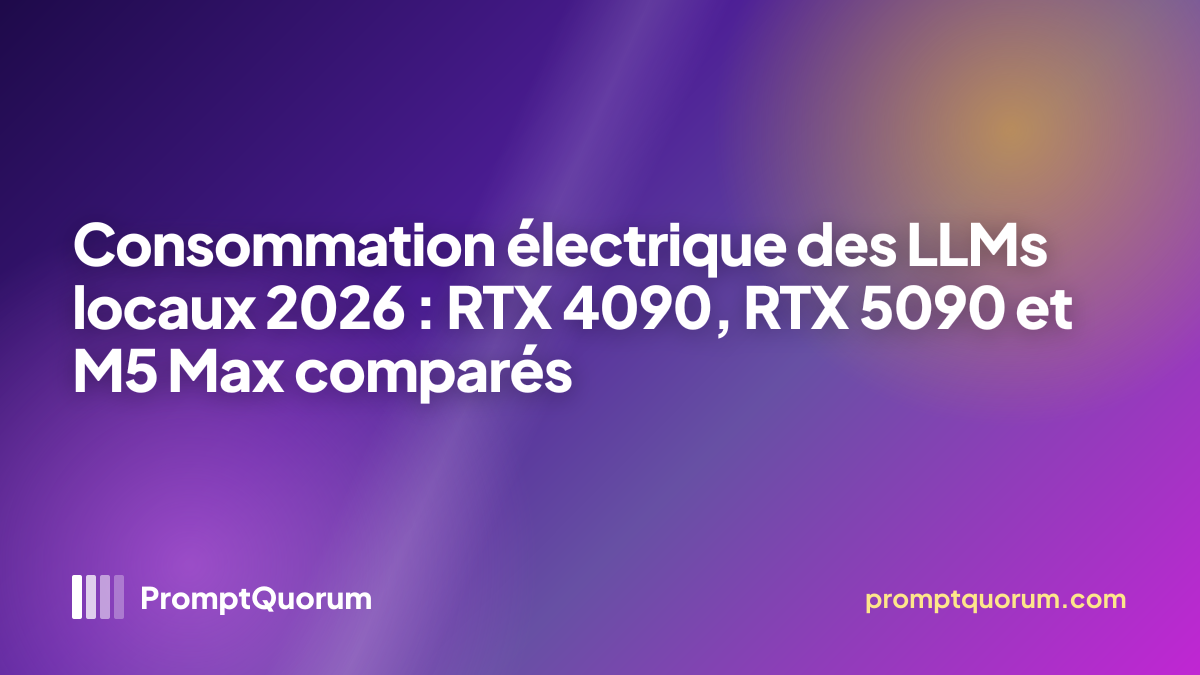 Consommation électrique des LLMs
locaux 2026 : RTX 4090, RTX 5090 et
M5 Max comparés
PromptQuorum
promptquorum.com